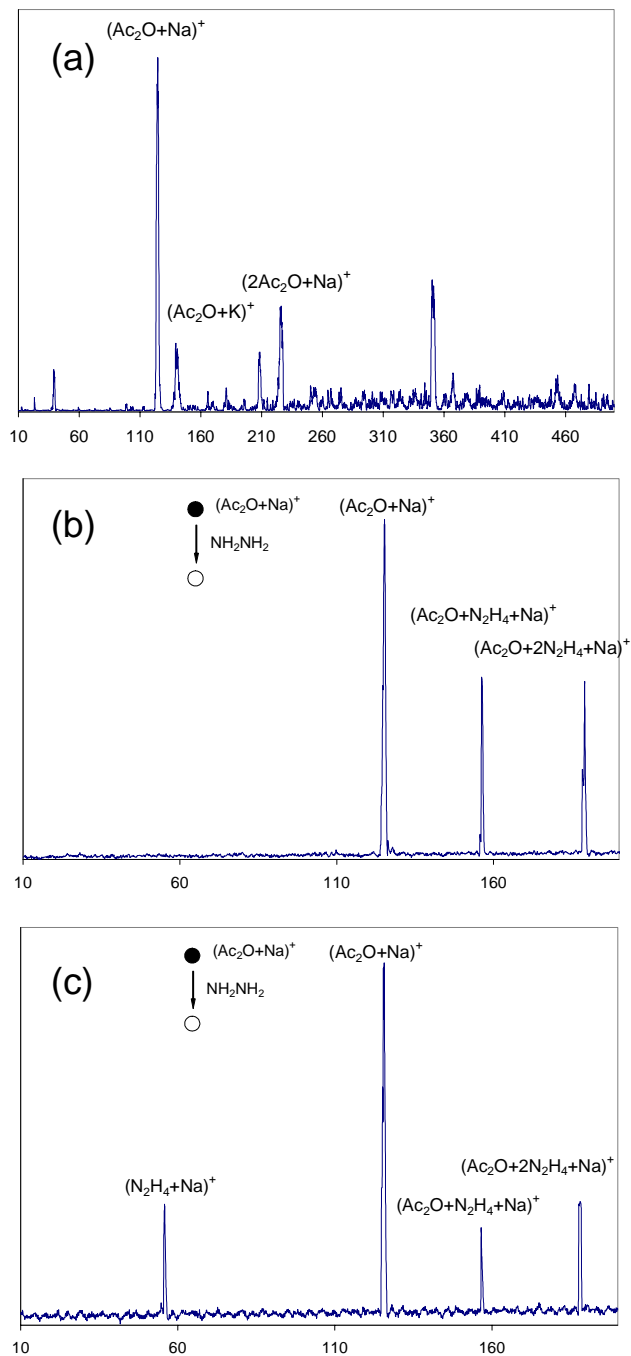 (a)
(Ac₂O+Na)⁺
(Ac₂O+K)⁺
(2Ac₂O+Na)⁺
10 60 110 160 210 260 310 360 410 460
(b)
(Ac₂O+Na)⁺
NH₂NH₂
(Ac₂O+Na)⁺
(Ac₂O+N₂H₄+Na)⁺
(Ac₂O+2N₂H₄+Na)⁺
10 60 110 160
(c)
(Ac₂O+Na)⁺
NH₂NH₂
(Ac₂O+Na)⁺
(N₂H₄+Na)⁺
(Ac₂O+2N₂H₄+Na)⁺
(Ac₂O+N₂H₄+Na)⁺
10 60 110 160